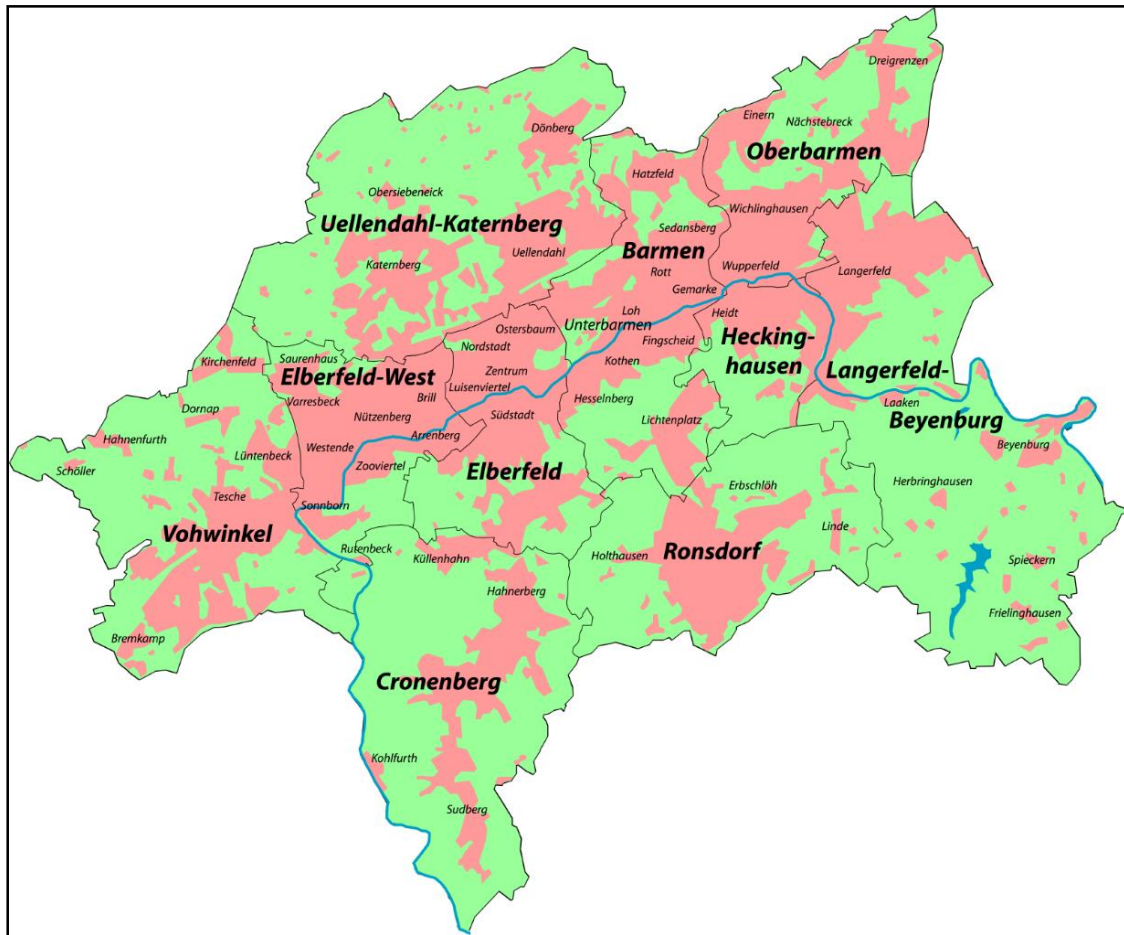 Dreigrenzen
Einern
Nächstebreck
Dönberg
Oberbarmen
Hatzfeld
Obersiebeneick
Wichlinghausen
Uellendahl-Katernberg
Sedansberg
Uellendahl
Barmen
Katernberg
Rott
Wupperfeld
Langerfeld
Gemarke
Loh
Heidt
Ostersbaum
Unterbarmen
Nordstadt
Fingscheid
Hecking-
hausen
Saurenhaus
Kirchenfeld
Kothen
Zentrum
Elberfeld-West
Luisenviertel
Langerfeld-
Beyenburg
Brill
Varresbeck
Hesselnberg
Laaken
Dornap
Nützenberg
Südstadt
Lichtenplatz
Hahnenfurth
Arrenberg
Beyenburg
Westende
Lüntenbeck
Schöller
Zooviertel
Elberfeld
Herbringhausen
Erbschlöh
Tesche
Sonnborn
Linde
Vohwinkel
Rutenbeck
Küllenhahn
Holthausen
Ronsdorf
Spieckern
Hahnerberg
Frielinghausen
Bremkamp
Cronenberg
Kohlfurth
Sudberg